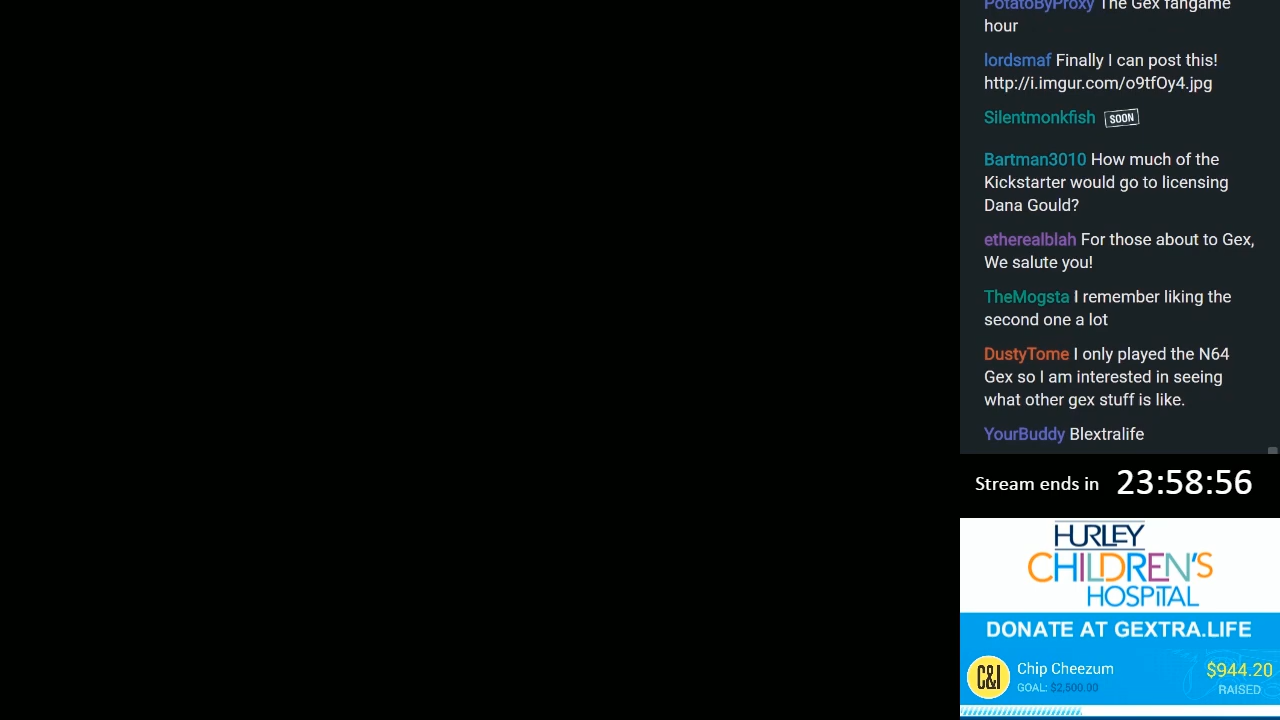 PotatoByProxy The Gex fangame
hour
lordsmaf Finally I can post this!
http://i.imgur.com/o9tfOy4.jpg
Silentmonkfish SOON
Bartman3010 How much of the
Kickstarter would go to licensing
Dana Gould?
etherealblah For those about to Gex,
We salute you!
TheMogsta I remember liking the
second one a lot
DustyTome I only played the N64
Gex so I am interested in seeing
what other gex stuff is like.
YourBuddy Blextralife
Stream ends in 23:58:56
HURLEY
CHILDREN'S
HOSPITAL
DONATE AT GEXTRA.LIFE
C&I Chip Cheezum $944.20
GOAL: $2,500.00 RAISED